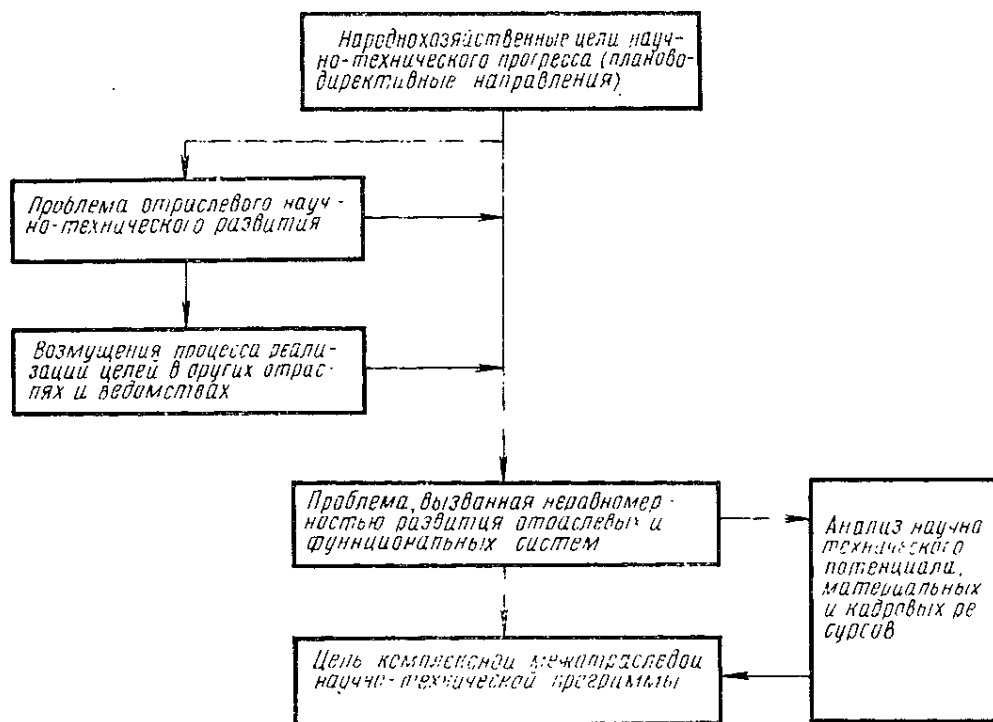 Народнохозяйственные цели науч-
но-технического прогресса (планово-
директивные направления)
Проблема отрислевого науч-
но-технического развития
Возмущения процесса реали-
зации целей в других отрас-
лях и ведомствах
Проблема, вызванная неравномер-
ностью развития отраслевых и
функциональных систем
Анализ научно
технического
потенциала,
материальных
и кадровых ре
сурсов
Цель комплексной межотраслевой
научно-технической программы